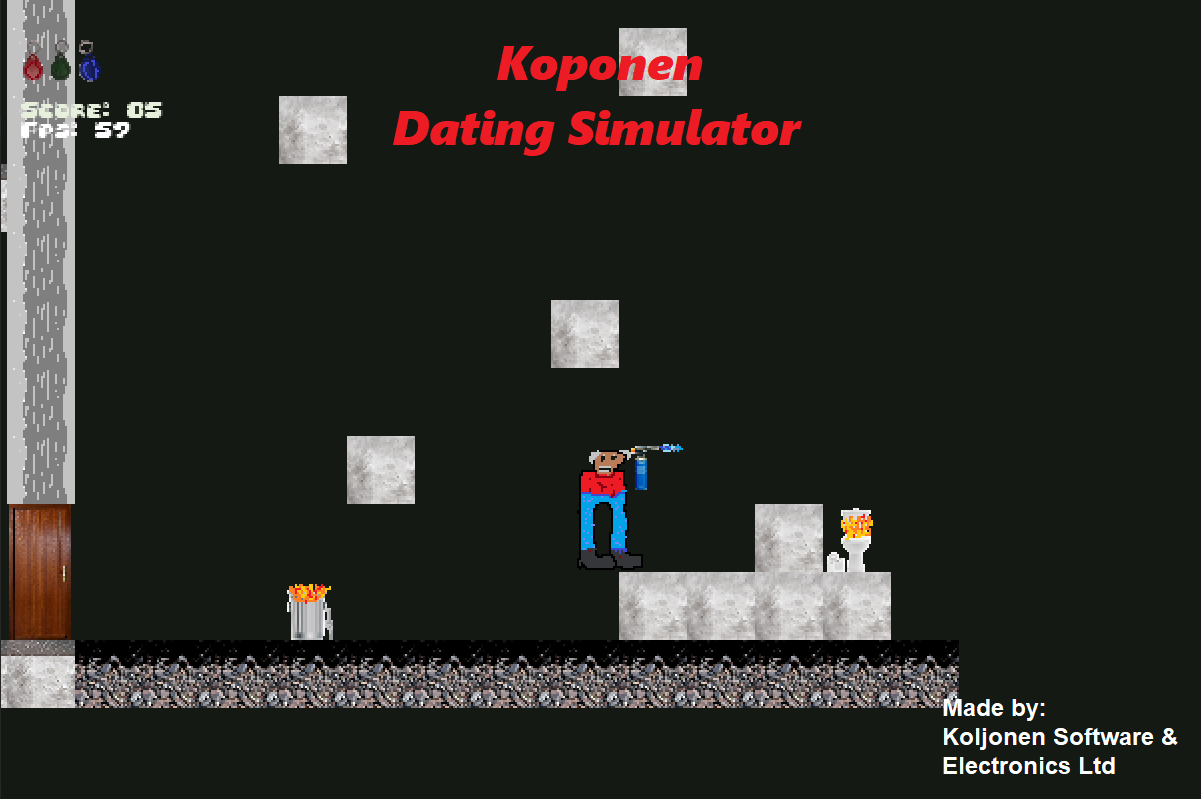 Koponen
Dating Simulator
Score: 05
Fps: 59
Made by:
Koljonen Software &
Electronics Ltd